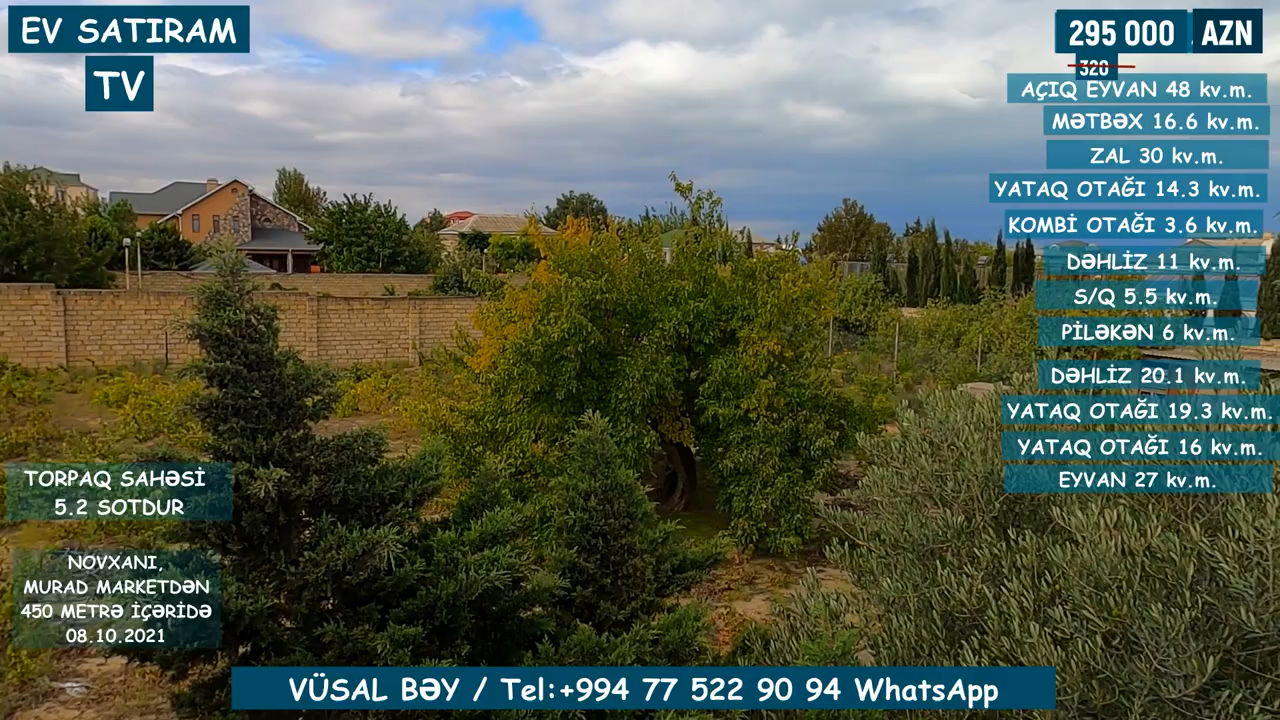 EV SATIRAM
TV
295 000 AZN
320
AÇIQ EYVAN 48 kv.m.
MƏTBƏX 16.6 kv.m.
ZAL 30 kv.m.
YATAQ OTAĞI 14.3 kv.m.
KOMBİ OTAĞI 3.6 kv.m.
DƏHLİZ 11 kv.m.
S/Q 5.5 kv.m.
PİLƏKƏN 6 kv.m.
DƏHLİZ 20.1 kv.m.
YATAQ OTAĞI 19.3 kv.m.
YATAQ OTAĞI 16 kv.m.
EYVAN 27 kv.m.
TORPAQ SAHƏSİ
5.2 SOTDUR
NOVXANI,
MURAD MARKETDƏN
450 METRƏ İÇƏRİDƏ
08.10.2021
VÜSAL BƏY / Tel:+994 77 522 90 94 WhatsApp